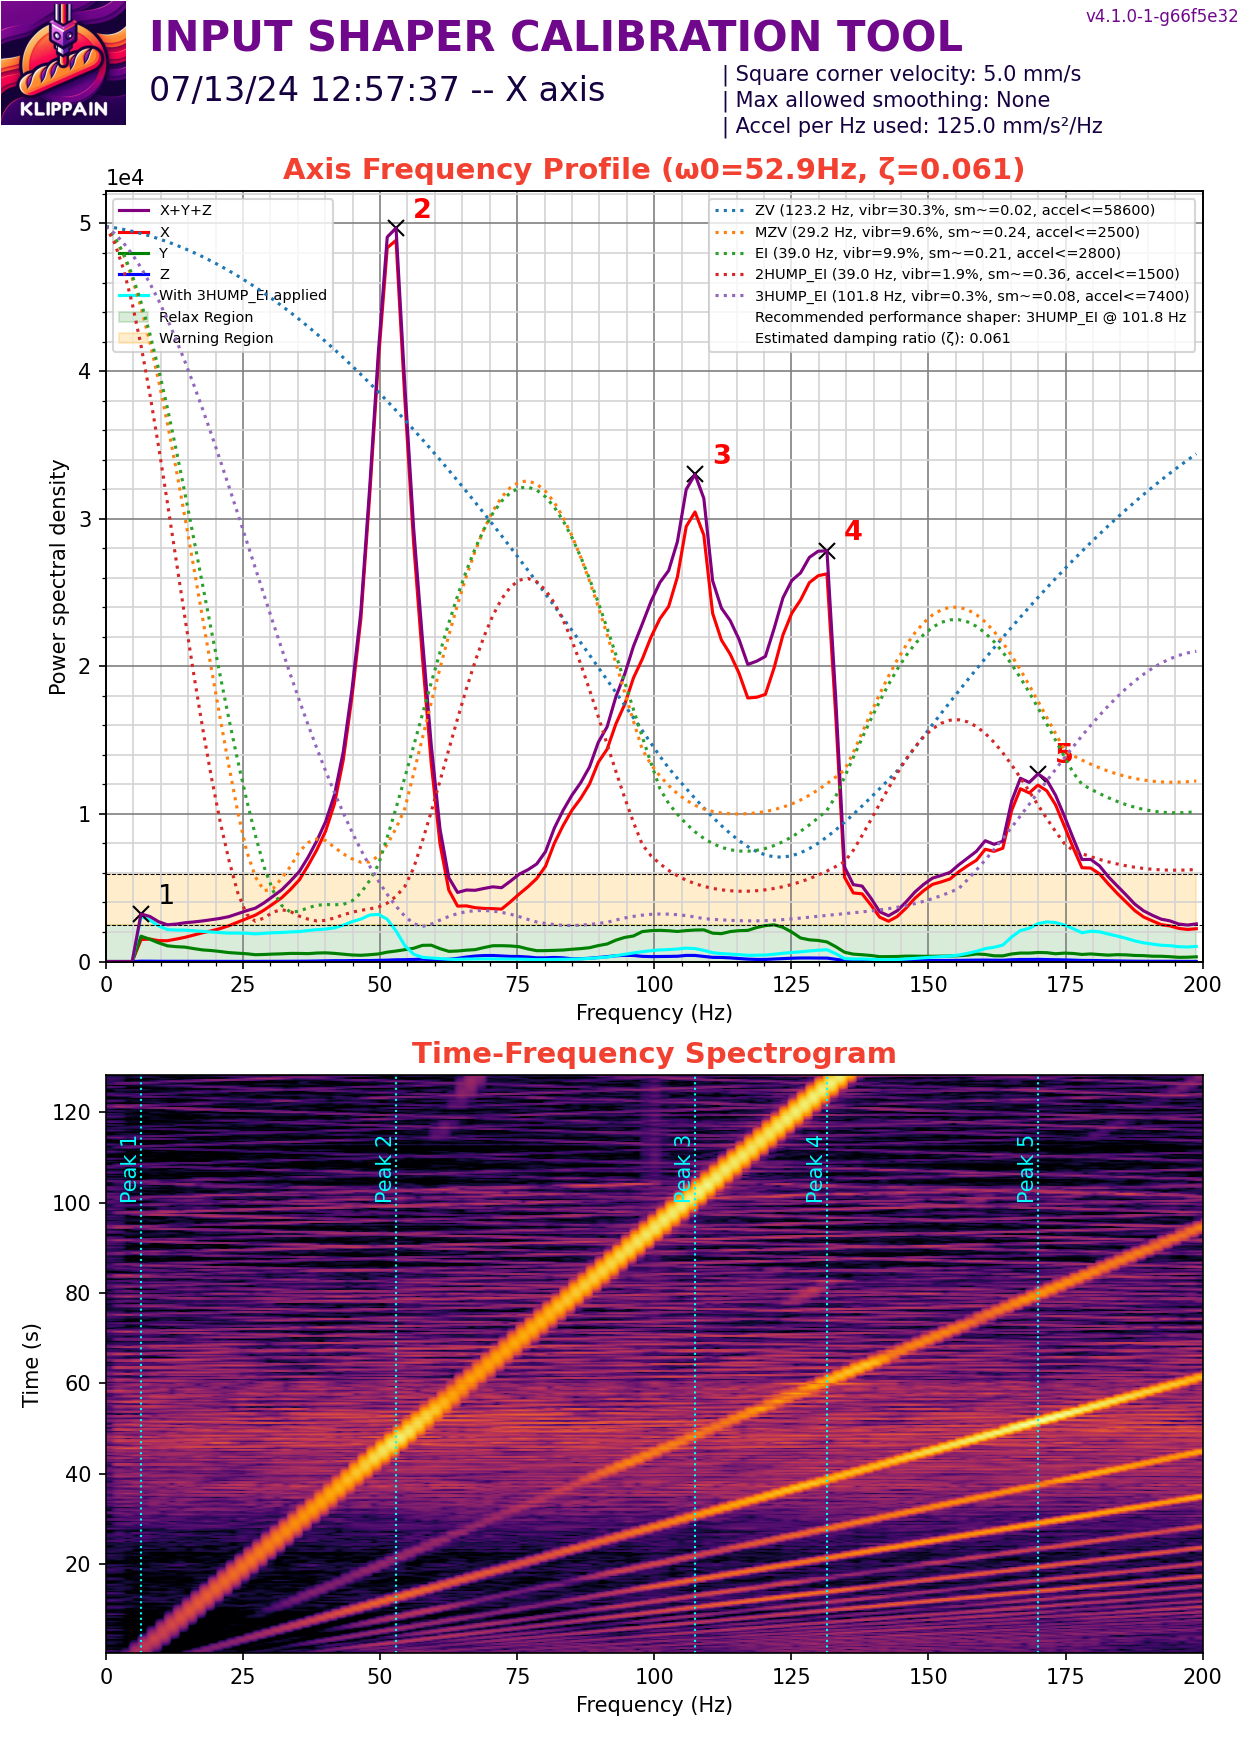 v4.1.0-1-g66f5e32
INPUT SHAPER CALIBRATION TOOL
KLIPPAIN
07/13/24 12:57:37 -- X axis
| Square corner velocity: 5.0 mm/s
| Max allowed smoothing: None
| Accel per Hz used: 125.0 mm/s²/Hz
Axis Frequency Profile (ω0=52.9Hz, ζ=0.061)
1e4
X+Y+Z
X
Y
Z
With 3HUMP_EI applied
Relax Region
Warning Region
ZV (123.2 Hz, vibr=30.3%, sm~=0.02, accel<=58600)
MZV (29.2 Hz, vibr=9.6%, sm~=0.24, accel<=2500)
EI (39.0 Hz, vibr=9.9%, sm~=0.21, accel<=2800)
2HUMP_EI (39.0 Hz, vibr=1.9%, sm~=0.36, accel<=1500)
3HUMP_EI (101.8 Hz, vibr=0.3%, sm~=0.08, accel<=7400)
Recommended performance shaper: 3HUMP_EI @ 101.8 Hz
Estimated damping ratio (ζ): 0.061
1
2
3
4
5
Power spectral density
5
4
3
2
1
0
0 25 50 75 100 125 150 175 200
Frequency (Hz)
Time-Frequency Spectrogram
Peak 1
Peak 2
Peak 3
Peak 4
Peak 5
Time (s)
120
100
80
60
40
20
0 25 50 75 100 125 150 175 200
Frequency (Hz)